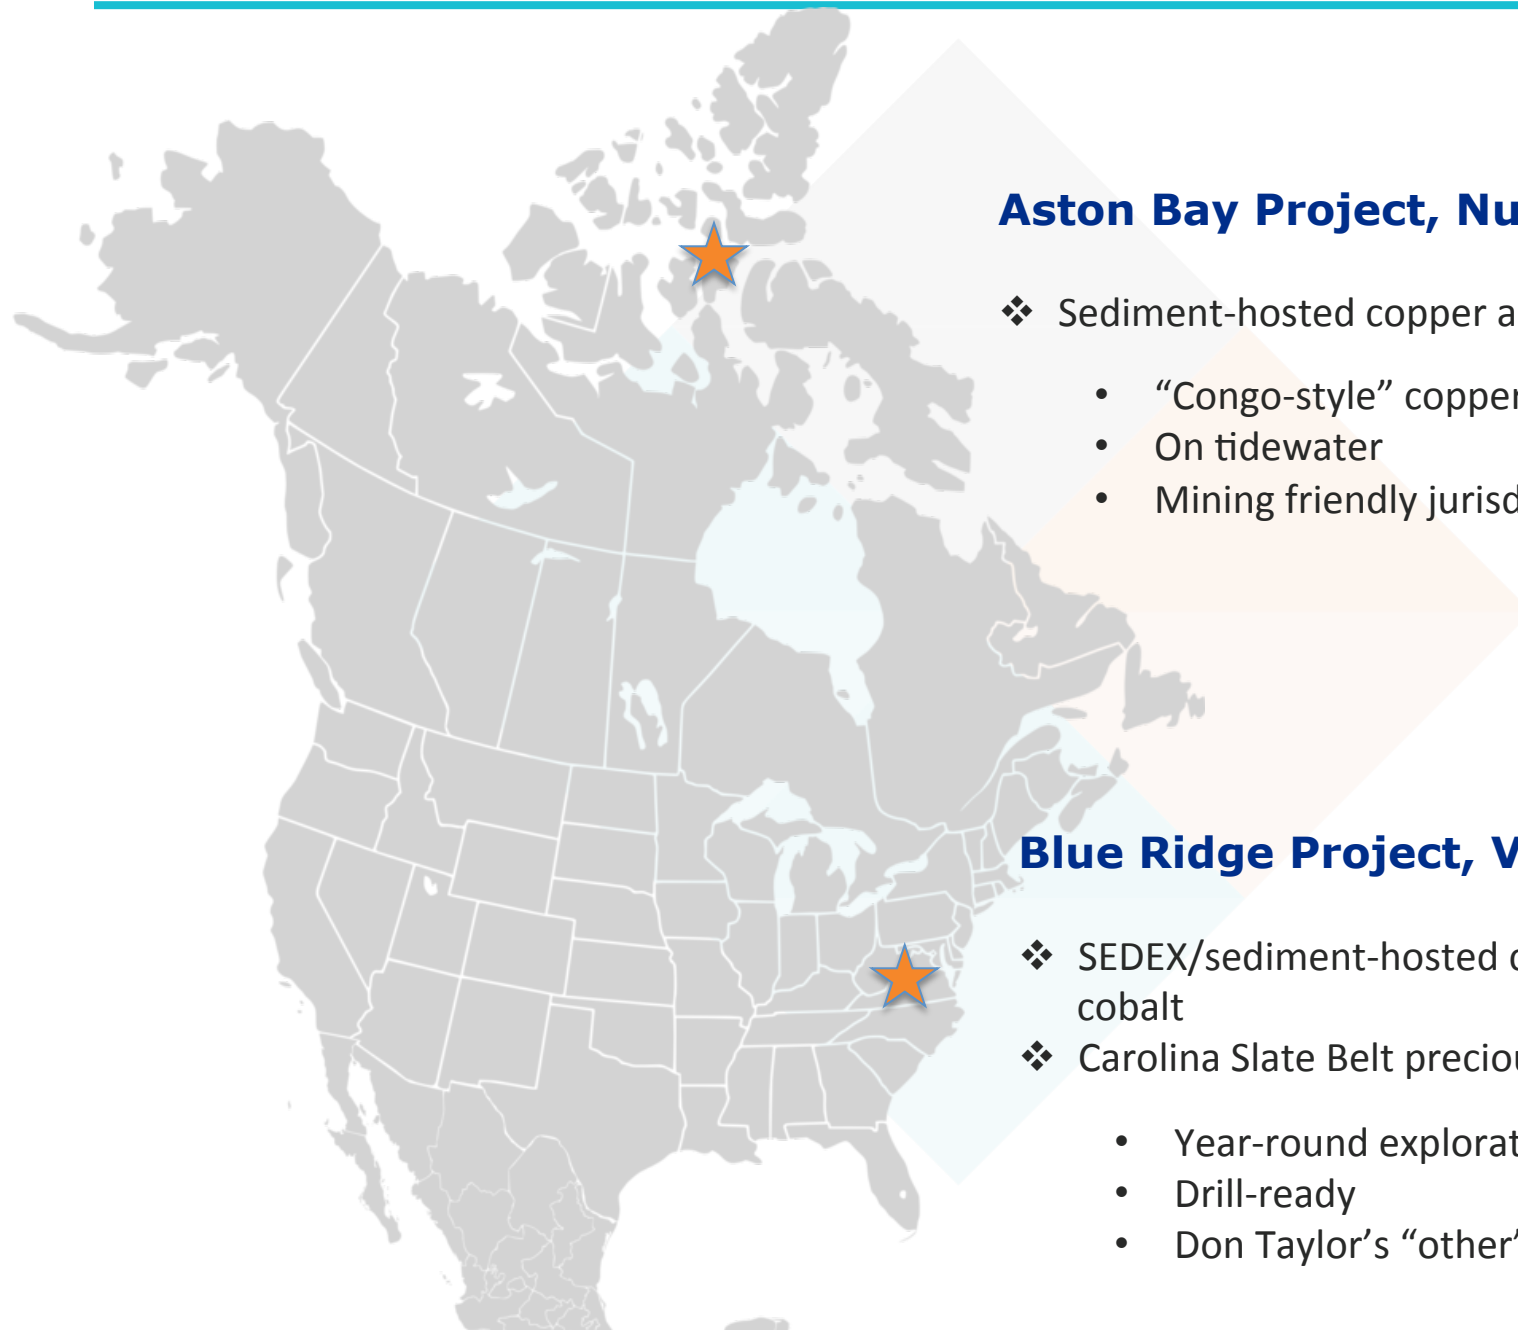 Aston Bay Project, Nu
❖ Sediment-hosted copper a
• “Congo-style” copper
• On tidewater
• Mining friendly jurisd
Blue Ridge Project, V
❖ SEDEX/sediment-hosted c
cobalt
❖ Carolina Slate Belt preciou
• Year-round explorat
• Drill-ready
• Don Taylor’s “other”